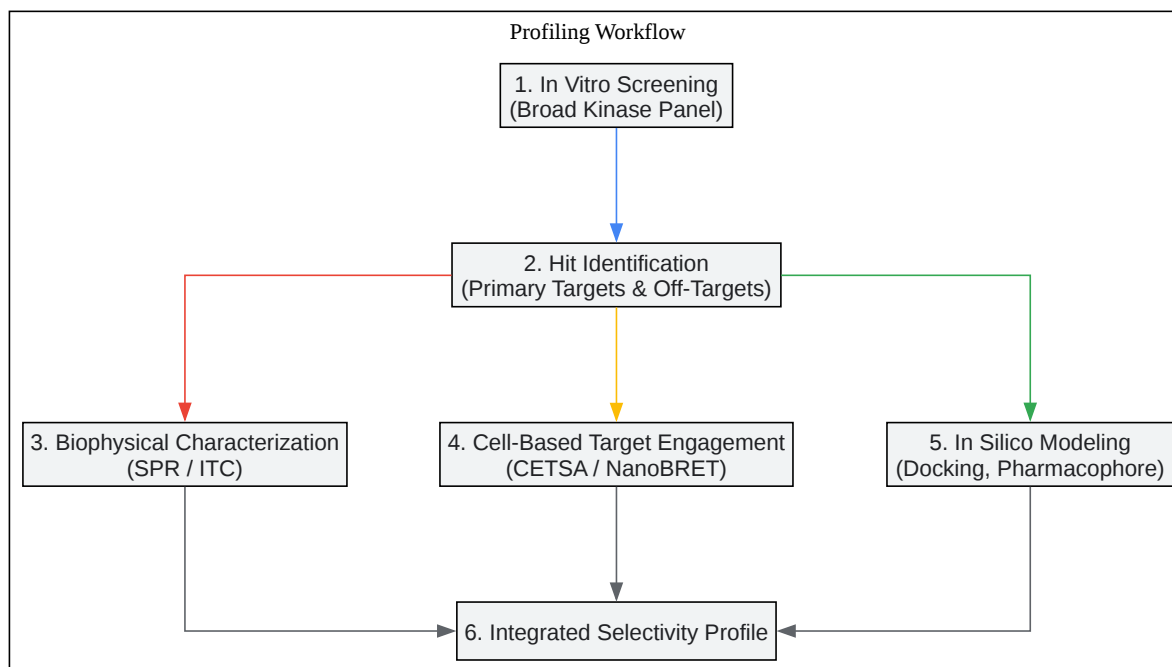 Profiling Workflow
1. In Vitro Screening
(Broad Kinase Panel)
2. Hit Identification
(Primary Targets & Off-Targets)
3. Biophysical Characterization
(SPR / ITC)
4. Cell-Based Target Engagement
(CETSA / NanoBRET)
5. In Silico Modeling
(Docking, Pharmacophore)
6. Integrated Selectivity Profile